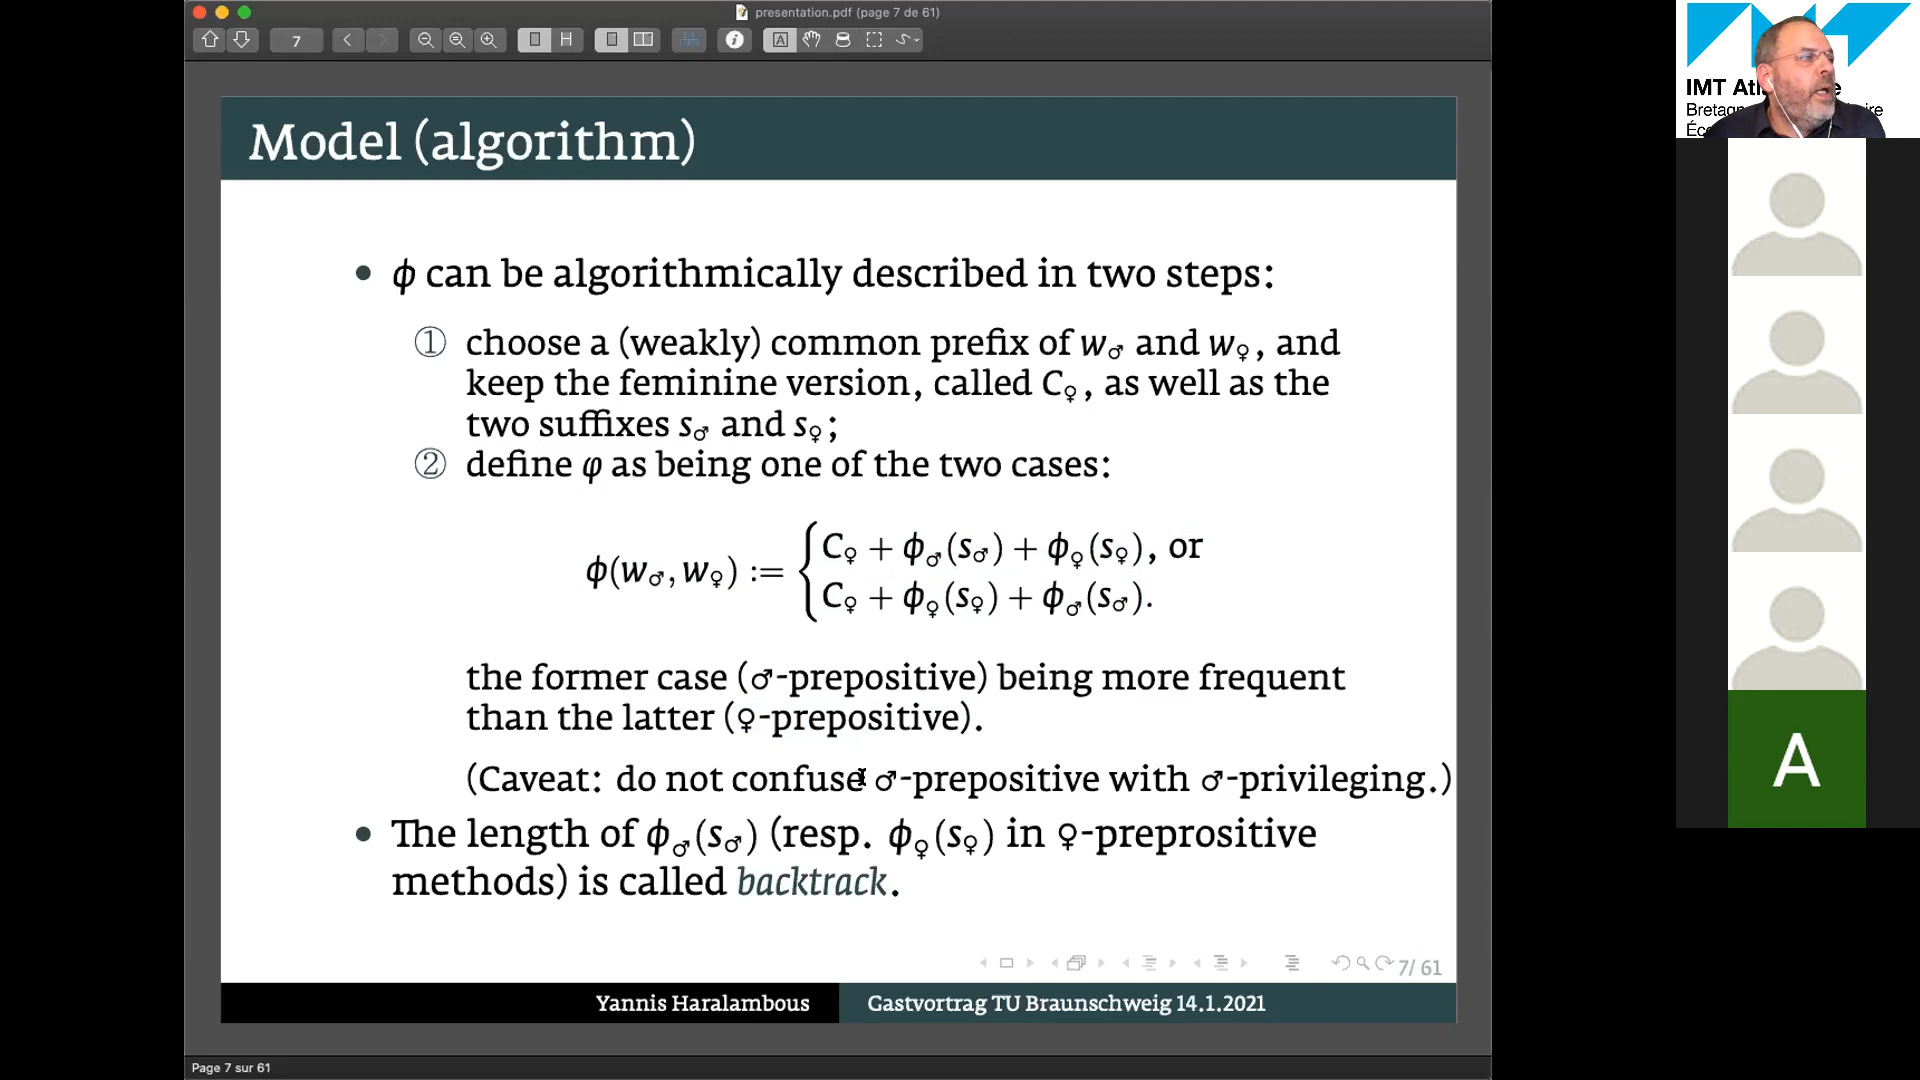 presentation.pdf (page 7 de 61)
7
Model (algorithm)
• ϕ can be algorithmically described in two steps:
① choose a (weakly) common prefix of w♂ and w♀, and
keep the feminine version, called C♀, as well as the
two suffixes s♂ and s♀;
② define φ as being one of the two cases:
ϕ(w♂, w♀) := { C♀ + ϕ♂(s♂) + ϕ♀(s♀), or
C♀ + ϕ♀(s♀) + ϕ♂(s♂).
the former case (♂-prepositive) being more frequent
than the latter (♀-prepositive).
(Caveat: do not confuse ♂-prepositive with ♂-privileging.)
• The length of ϕ♂(s♂) (resp. ϕ♀(s♀) in ♀-preprositive
methods) is called backtrack.
7/ 61
Yannis Haralambous
Gastvortrag TU Braunschweig 14.1.2021
Page 7 sur 61
IMT
A